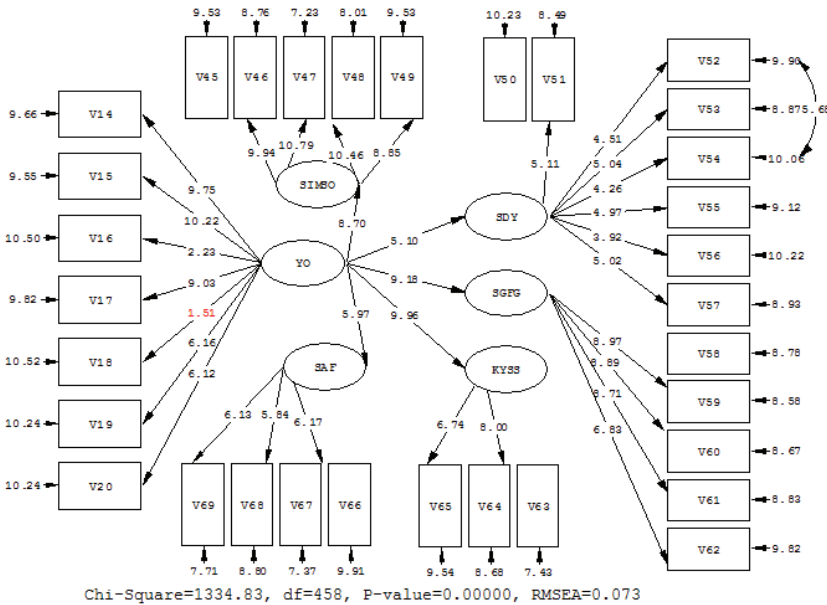 9.53 8.76 7.23 8.01 9.53
10.23 8.49
V45 V46 V47 V48 V49
V50 V51
V52 9.90
9.66 V14
V53 8.87 5.68
4.51
9.94 10.79 10.46 8.85
5.11
5.04
V54 10.06
9.55 V15
9.75
SIMSO
4.26
10.22
8.70
SDY
4.97
V55 9.12
10.50 V16
2.23
YO
5.10
3.92
V56 10.22
9.03
9.18
5.02
9.82 V17
SGFG
V57 8.93
1.51
5.97
9.96
6.16
8.97
V58 8.78
10.52 V18
6.12
SAF
KYSS
8.89
8.71
V59 8.58
6.13 5.84 6.17
6.74 8.00
6.83
10.24 V19
V60 8.67
10.24 V20
V61 8.83
V69 V68 V67 V66
V65 V64 V63
V62 9.82
7.71 8.80 7.37 9.91
9.54 8.68 7.43
Chi-Square=1334.83, df=458, P-value=0.00000, RMSEA=0.073